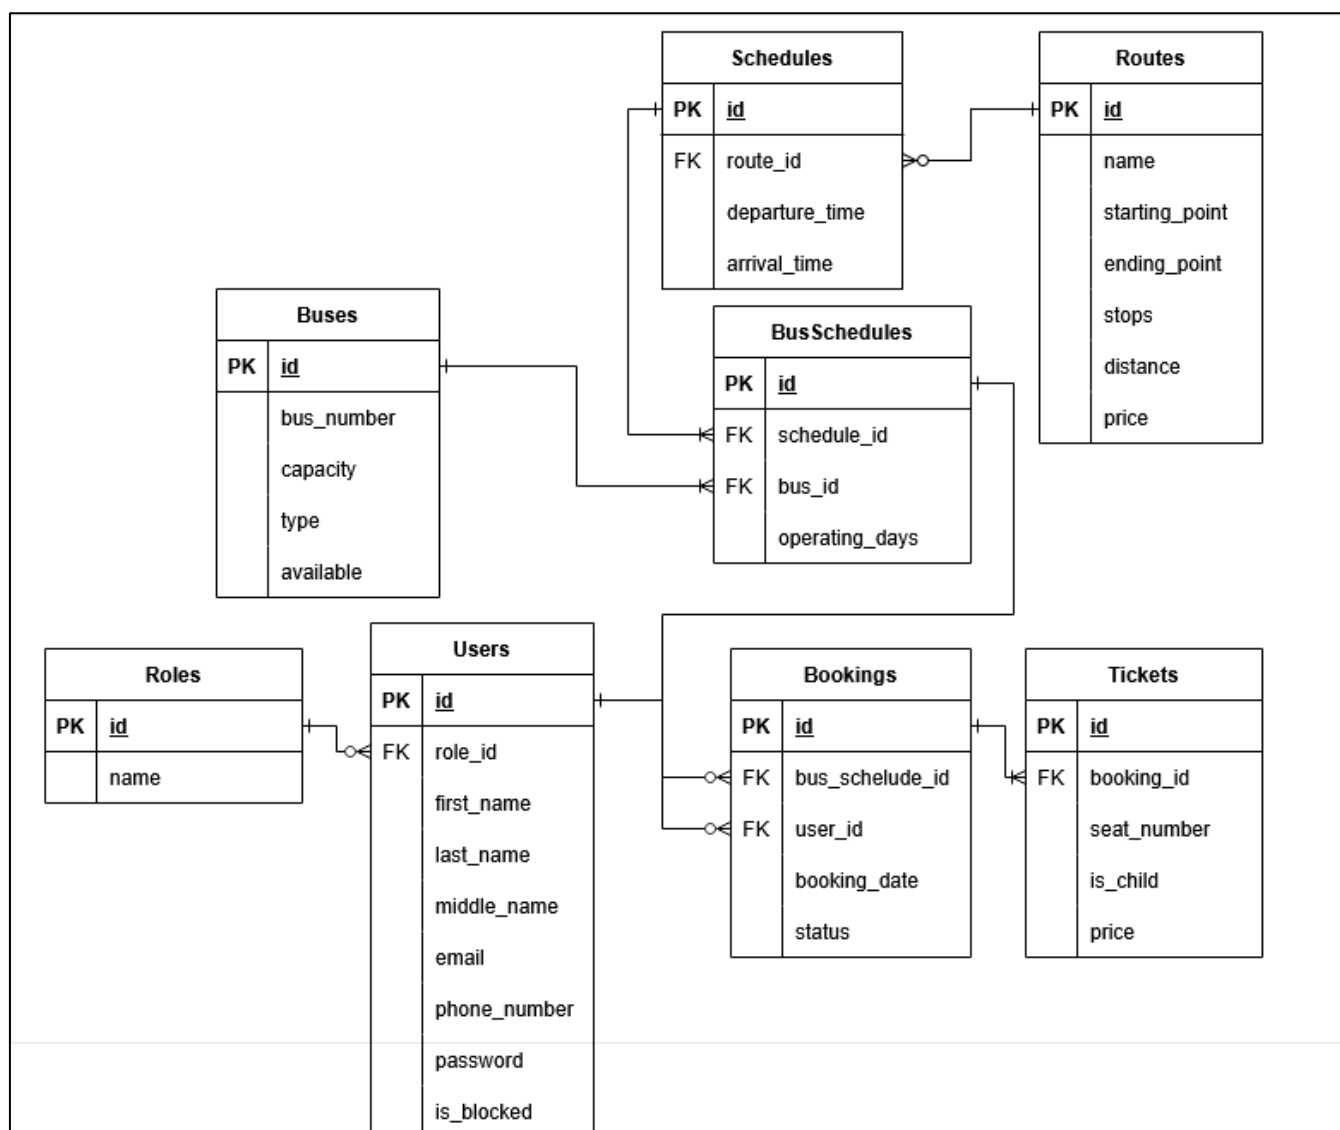 Schedules
PK id
FK route_id
departure_time
arrival_time
Routes
PK id
name
starting_point
ending_point
stops
distance
price
Buses
PK id
bus_number
capacity
type
available
BusSchedules
PK id
FK schedule_id
FK bus_id
operating_days
Roles
PK id
name
Users
PK id
FK role_id
first_name
last_name
middle_name
email
phone_number
password
is_blocked
Bookings
PK id
FK bus_schelude_id
FK user_id
booking_date
status
Tickets
PK id
FK booking_id
seat_number
is_child
price